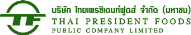 บริษัท ไทยเพรซิเดนท์ฟูดส์ จำกัด (มหาชน)
THAI PRESIDENT FOODS
PUBLIC COMPANY LIMITED